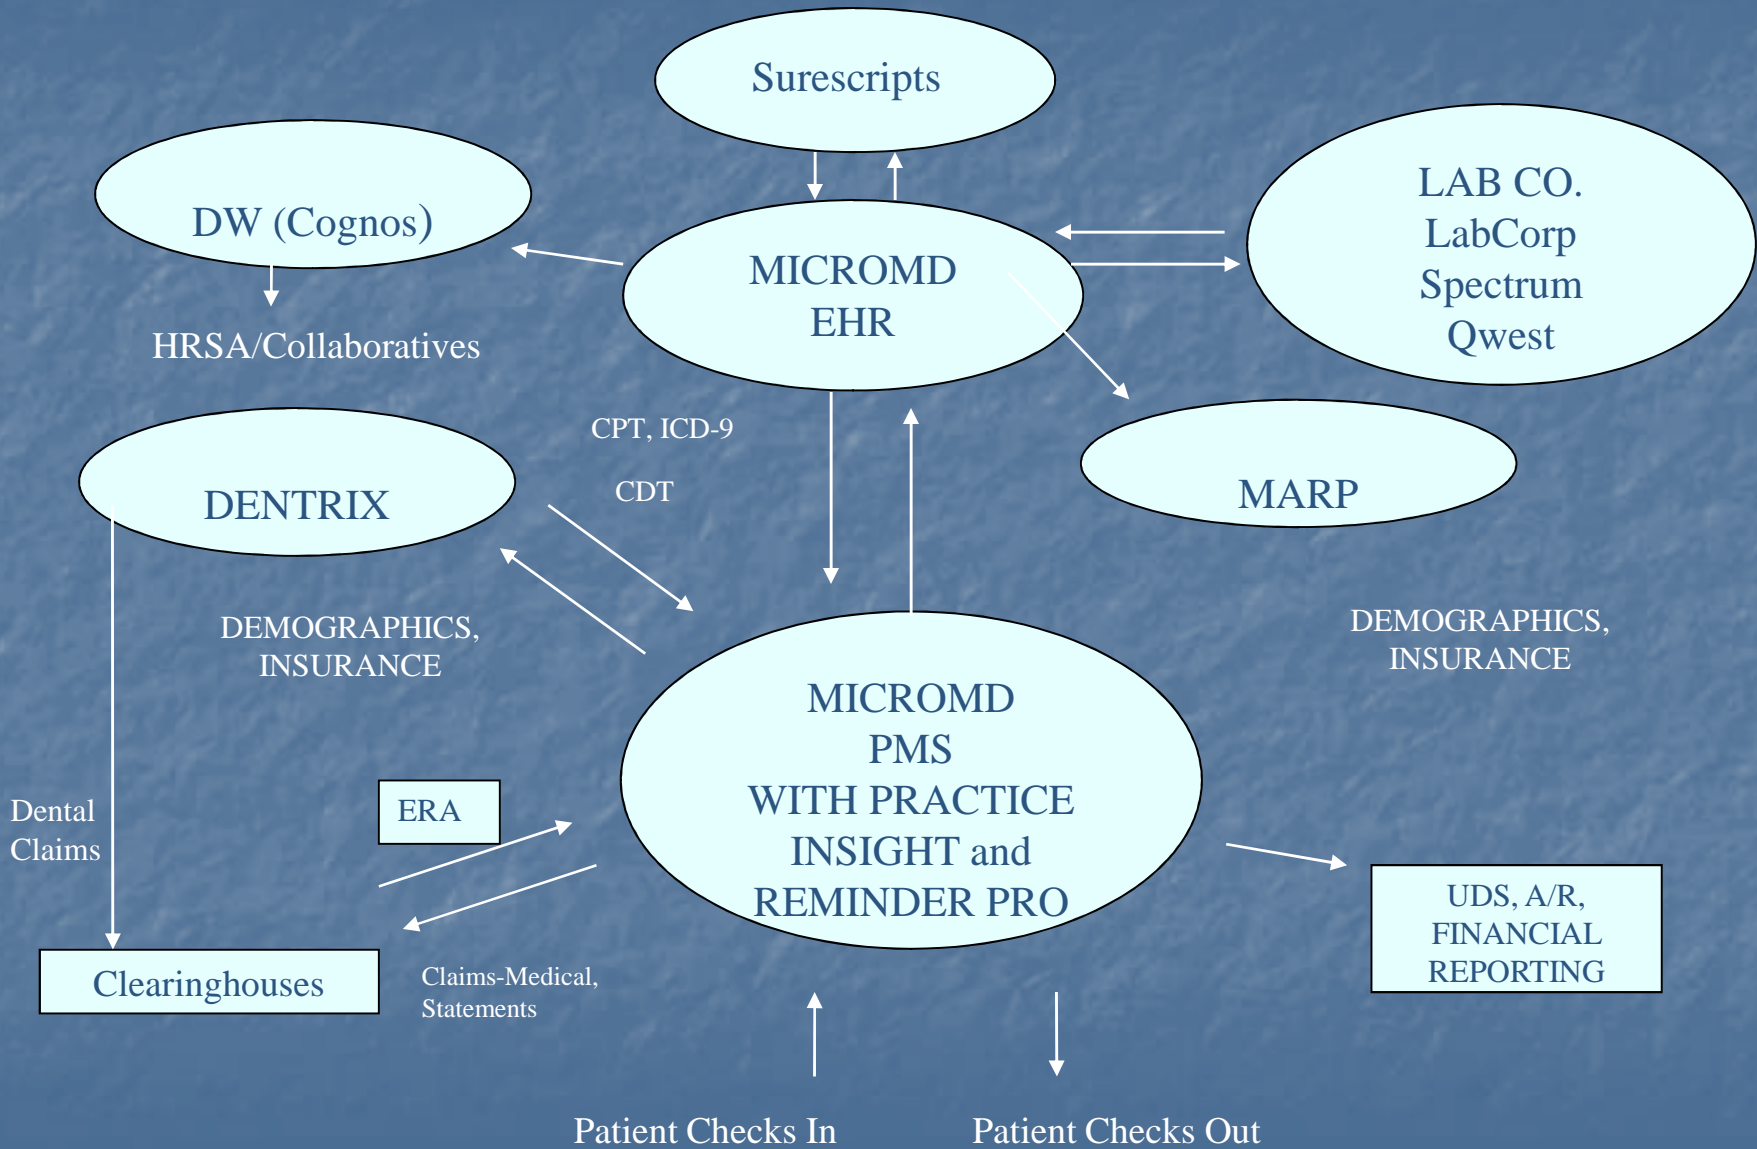 Surescripts
DW (Cognos)
MICROMD
EHR
LAB CO.
LabCorp
Spectrum
Qwest
HRSA/Collaboratives
DENTRIX
CPT, ICD-9
CDT
MARP
DEMOGRAPHICS,
INSURANCE
DEMOGRAPHICS,
INSURANCE
MICROMD
PMS
WITH PRACTICE
INSIGHT and
REMINDER PRO
Dental
Claims
ERA
Clearinghouses
Claims-Medical,
Statements
UDS, A/R,
FINANCIAL
REPORTING
Patient Checks In
Patient Checks Out